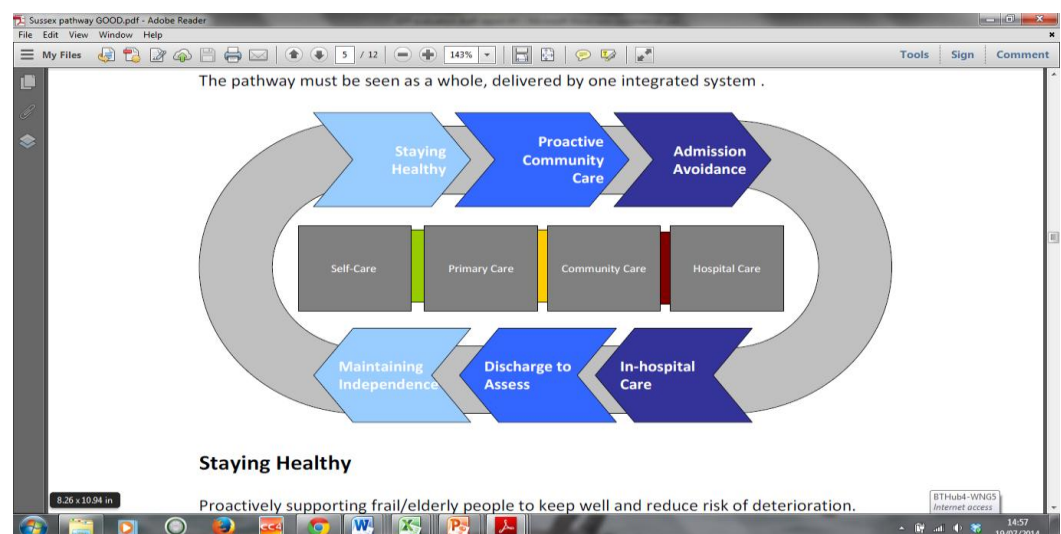 Sussex pathway GOOD.pdf - Adobe Reader
File Edit View Window Help
My Files 5 / 12 143% Tools Sign Comment
The pathway must be seen as a whole, delivered by one integrated system .
Staying
Healthy
Proactive
Community
Care
Admission
Avoidance
Self-Care
Primary Care
Community Care
Hospital Care
Maintaining
Independence
Discharge to
Assess
In-hospital
Care
Staying Healthy
Proactively supporting frail/elderly people to keep well and reduce risk of deterioration.
8.26 x 10.94 in
BTHub4-WNG5
Internet access
cc4
14:57